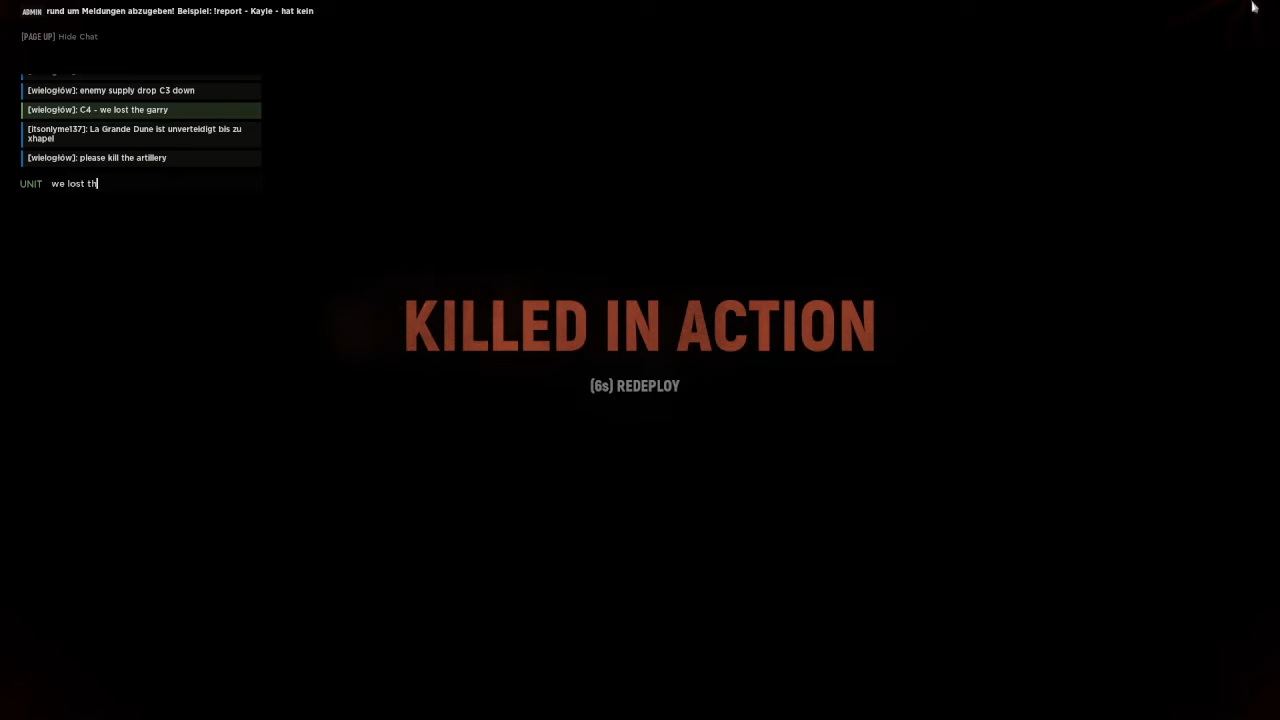 ADMIN rund um Meldungen abzugeben! Beispiel: !report - Kayle - hat kein
[PAGE UP] Hide Chat
[wielogłów]: enemy supply drop C3 down
[wielogłów]: C4 - we lost the garry
[itsonlyme137]: La Grande Dune ist unverteidigt bis zu
xhapel
[wielogłów]: please kill the artillery
UNIT we lost th
KILLED IN ACTION
(6s) REDEPLOY